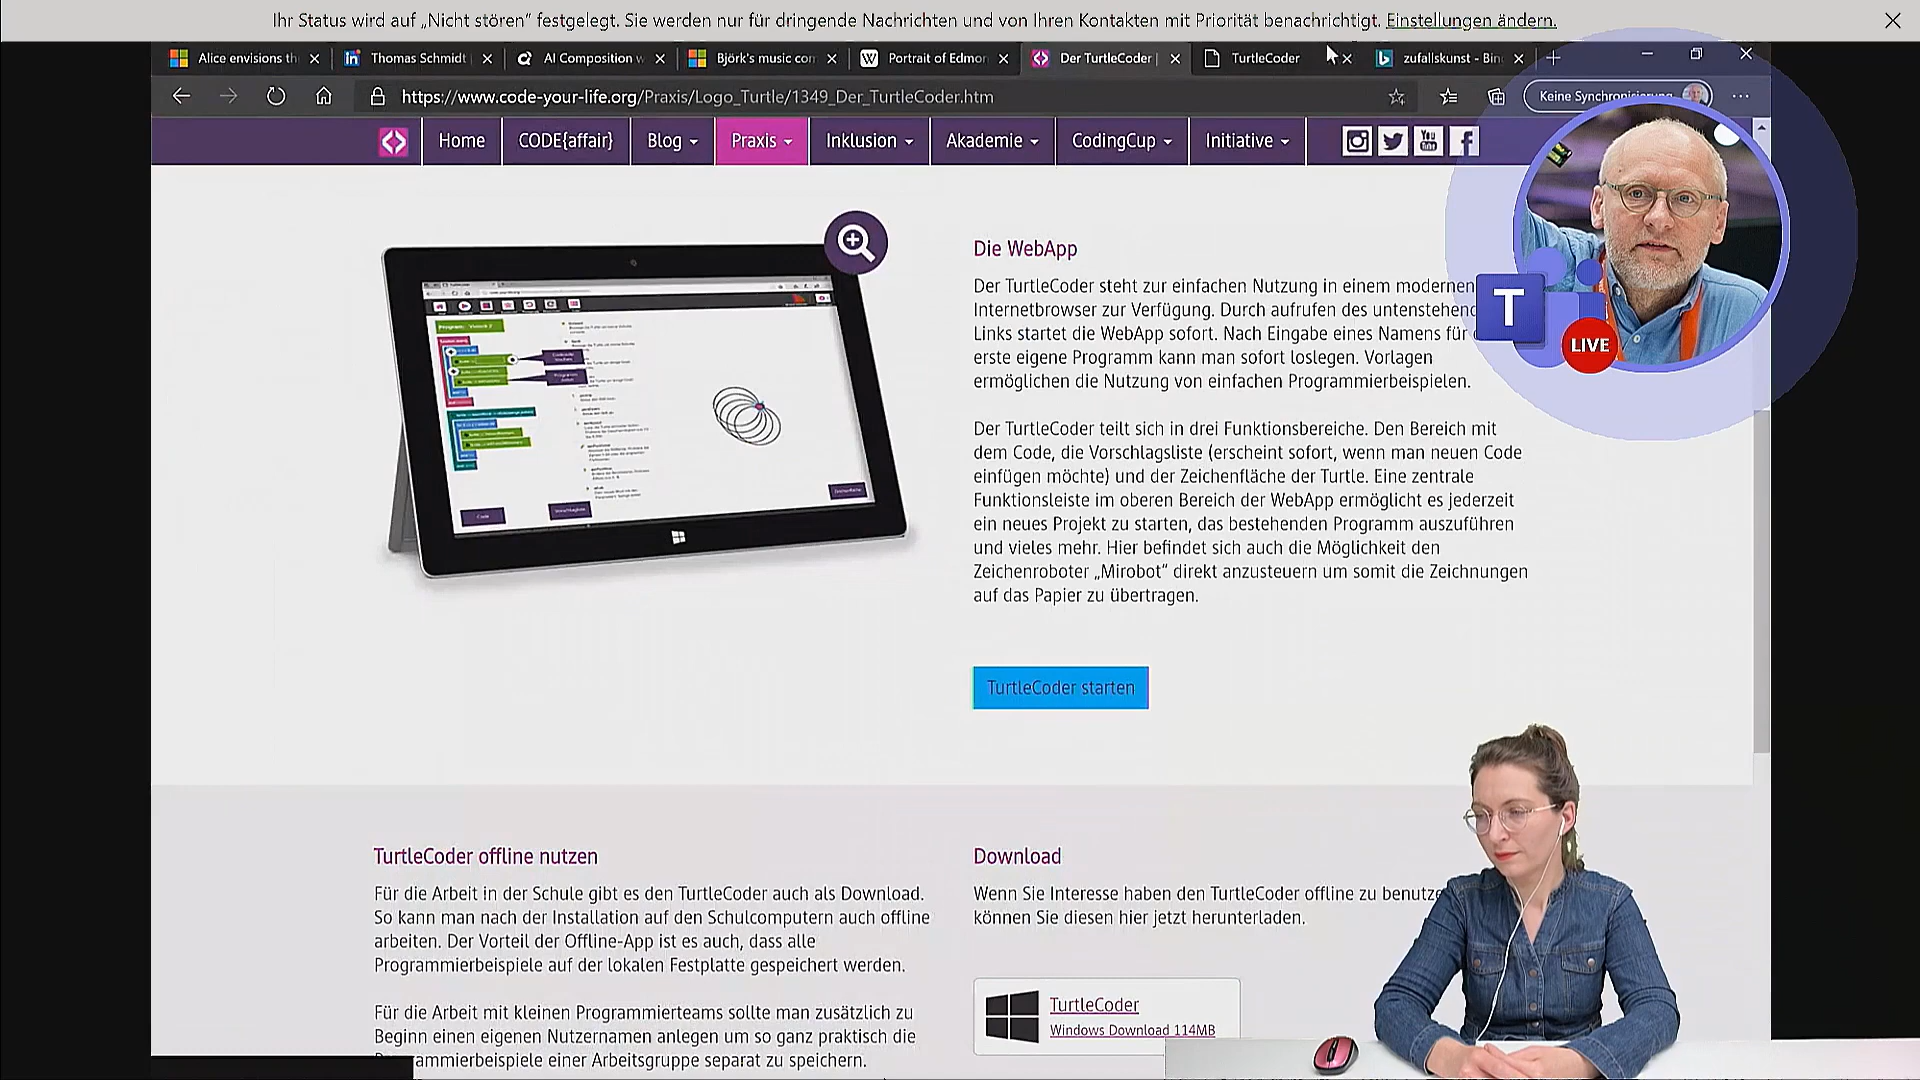 Ihr Status wird auf „Nicht stören" festgelegt. Sie werden nur für dringende Nachrichten und von Ihren Kontakten mit Priorität benachrichtigt. Einstellungen ändern.
Alice envisions th
Thomas Schmidt
AI Composition w
Björk's music con
Portrait of Edmon
Der TurtleCoder |
TurtleCoder
zufallskunst - Bin
https://www.code-your-life.org/Praxis/Logo_Turtle/1349_Der_TurtleCoder.htm
Keine Synchronisierung
Home
CODE{affair}
Blog
Praxis
Inklusion
Akademie
CodingCup
Initiative
You
Tube
Die WebApp
Der TurtleCoder steht zur einfachen Nutzung in einem modernen
Internetbrowser zur Verfügung. Durch aufrufen des untenstehend
Links startet die WebApp sofort. Nach Eingabe eines Namens für
erste eigene Programm kann man sofort loslegen. Vorlagen
ermöglichen die Nutzung von einfachen Programmierbeispielen.
T
LIVE
Der TurtleCoder teilt sich in drei Funktionsbereiche. Den Bereich mit
dem Code, die Vorschlagsliste (erscheint sofort, wenn man neuen Code
einfügen möchte) und der Zeichenfläche der Turtle. Eine zentrale
Funktionsleiste im oberen Bereich der WebApp ermöglicht es jederzeit
ein neues Projekt zu starten, das bestehenden Programm auszuführen
und vieles mehr. Hier befindet sich auch die Möglichkeit den
Zeichenroboter „Mirobot" direkt anzusteuern um somit die Zeichnungen
auf das Papier zu übertragen.
TurtleCoder starten
TurtleCoder offline nutzen
Für die Arbeit in der Schule gibt es den TurtleCoder auch als Download.
So kann man nach der Installation auf den Schulcomputern auch offline
arbeiten. Der Vorteil der Offline-App ist es auch, dass alle
Programmierbeispiele auf der lokalen Festplatte gespeichert werden.
Für die Arbeit mit kleinen Programmierteams sollte man zusätzlich zu
Beginn einen eigenen Nutzernamen anlegen um so ganz praktisch die
ogrammierbeispiele einer Arbeitsgruppe separat zu speichern.
Download
Wenn Sie Interesse haben den TurtleCoder offline zu benutze
können Sie diesen hier jetzt herunterladen.
TurtleCoder
Windows Download 114MB